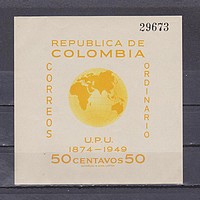 29673
REPUBLICA DE
COLOMBIA
CORREOS
ORDINARIO
U.P.U.
1874-1949
50 CENTAVOS 50